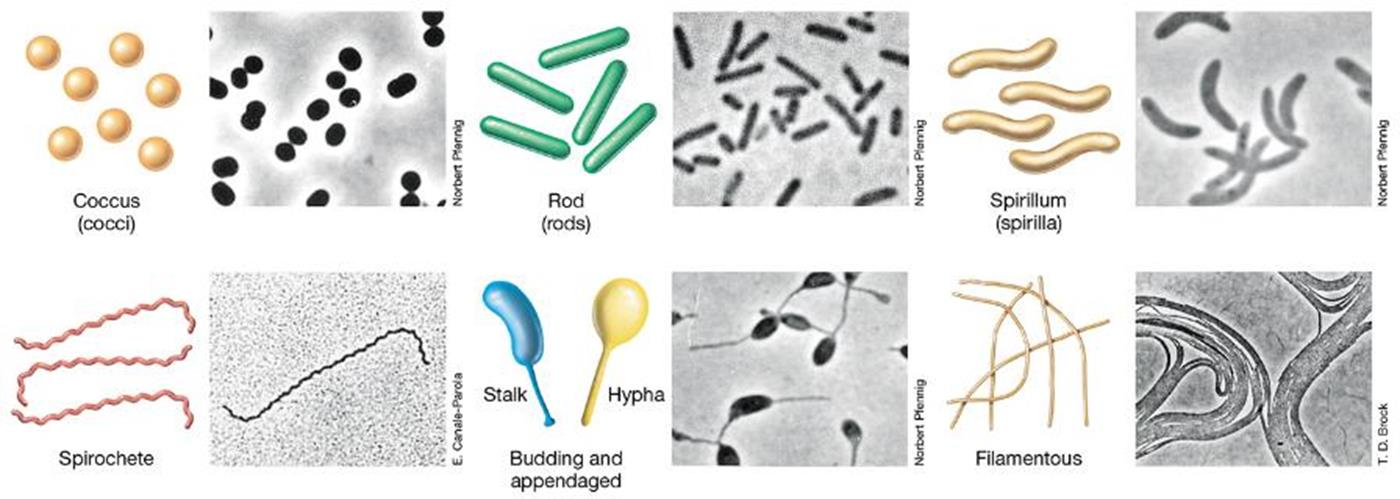 Coccus
(cocci)
Norbert Pfennig
Rod
(rods)
Norbert Pfennig
Spirillum
(spirilla)
Norbert Pfennig
Spirochete
E. Canale-Parola
Stalk
Hypha
Budding and
appendaged
Norbert Pfennig
Filamentous
T. D. Brock